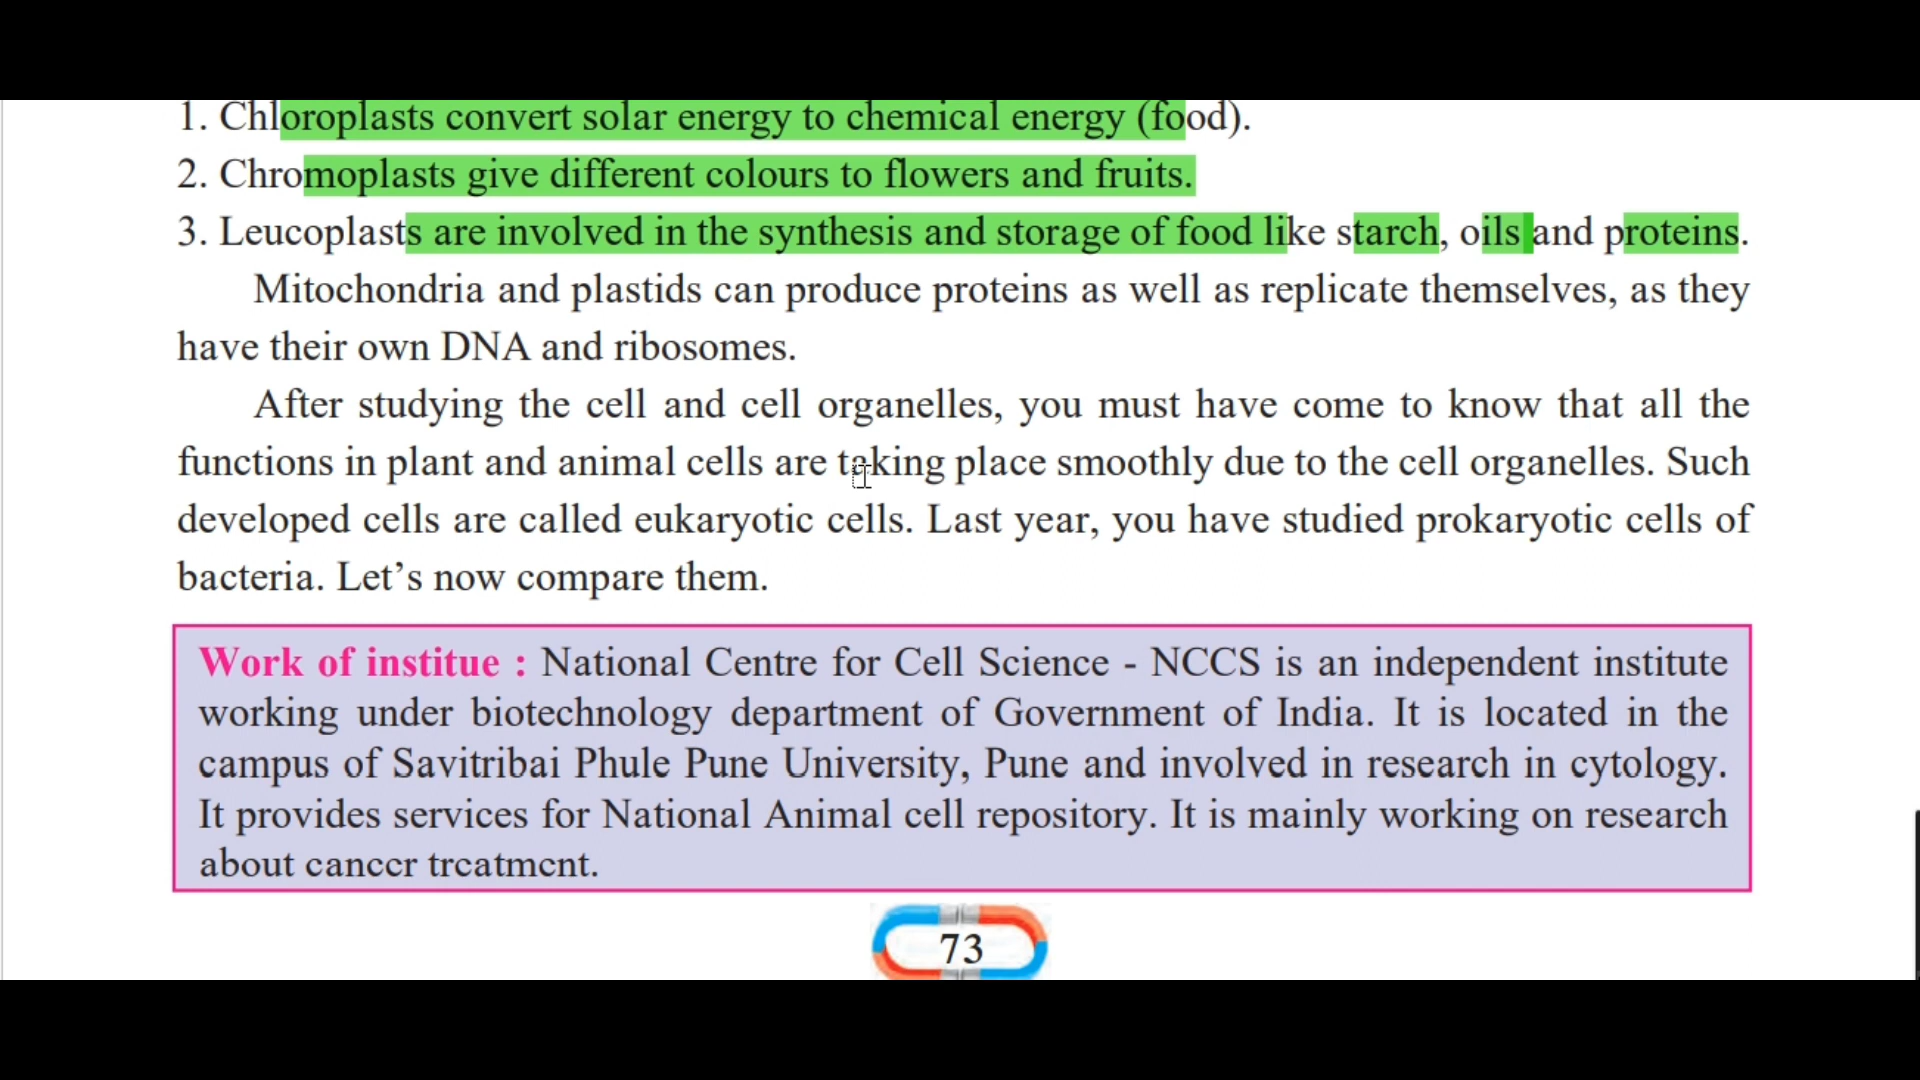 1. Chloroplasts convert solar energy to chemical energy (food).
2. Chromoplasts give different colours to flowers and fruits.
3. Leucoplasts are involved in the synthesis and storage of food like starch, oils and proteins.
Mitochondria and plastids can produce proteins as well as replicate themselves, as they
have their own DNA and ribosomes.
After studying the cell and cell organelles, you must have come to know that all the
functions in plant and animal cells are taking place smoothly due to the cell organelles. Such
developed cells are called eukaryotic cells. Last year, you have studied prokaryotic cells of
bacteria. Let’s now compare them.
Work of institue : National Centre for Cell Science - NCCS is an independent institute
working under biotechnology department of Government of India. It is located in the
campus of Savitribai Phule Pune University, Pune and involved in research in cytology.
It provides services for National Animal cell repository. It is mainly working on research
about cancer treatment.
73